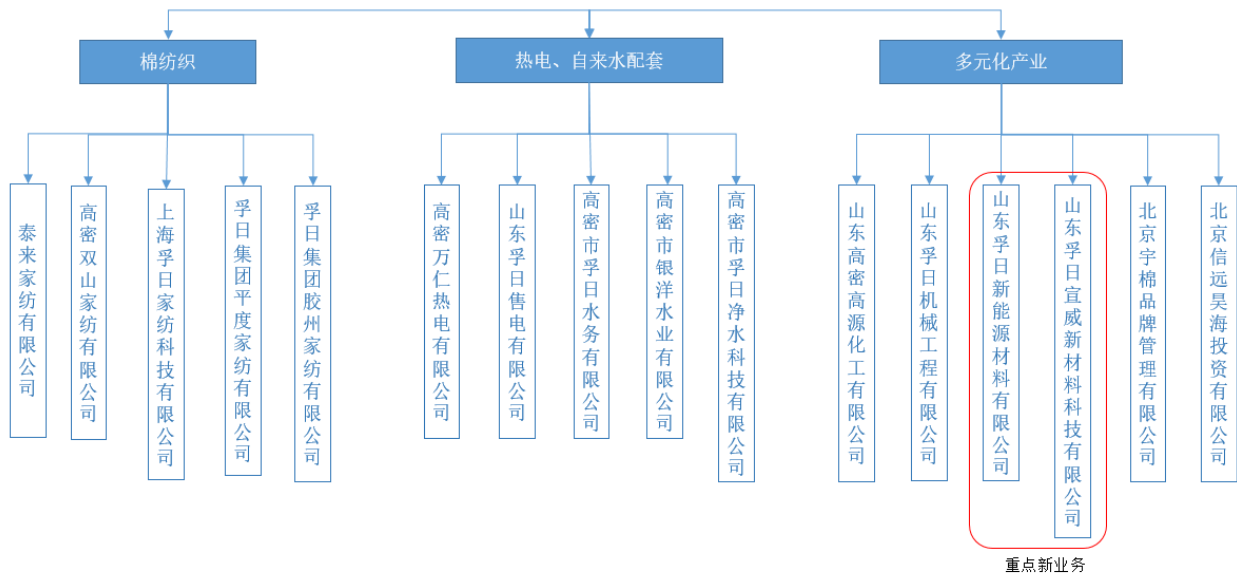 棉纺织
热电、自来水配套
多元化产业
泰来家纺有限公司
高密双山家纺有限公司
上海孚日家纺科技有限公司
孚日集团平度家纺有限公司
孚日集团胶州家纺有限公司
高密万仁热电有限公司
山东孚日售电有限公司
高密市孚日水务有限公司
高密市银洋水业有限公司
高密市孚日净水科技有限公司
山东高密高源化工有限公司
山东孚日机械工程有限公司
山东孚日新能源材料有限公司
山东孚日宣威新材料科技有限公司
北京宇棉品牌管理有限公司
北京信远昊海投资有限公司
重点新业务